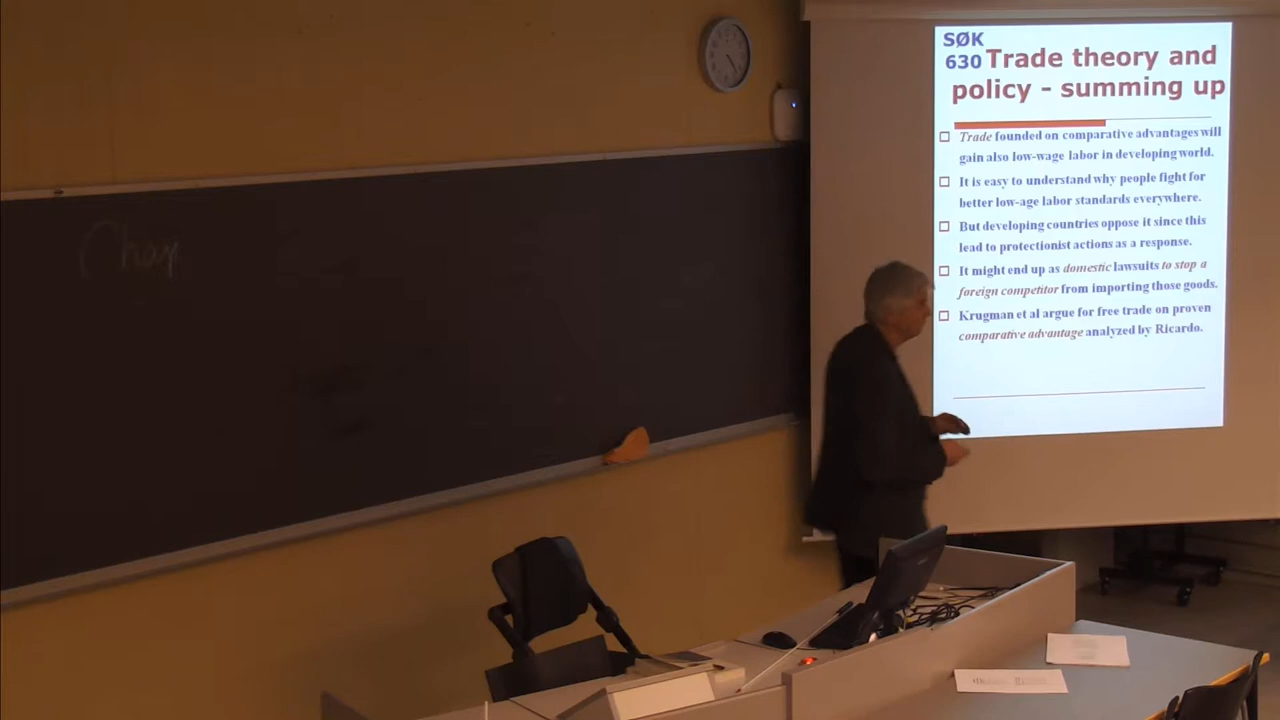 SØK
630 Trade theory and
policy - summing up
Trade founded on comparative advantages will
gain also low-wage labor in developing world.
It is easy to understand why people fight for
better low-age labor standards everywhere.
But developing countries oppose it since this
lead to protectionist actions as a response.
It might end up as domestic lawsuits to stop a
foreign competitor from importing those goods.
Krugman et al argue for free trade on proven
comparative advantage analyzed by Ricardo.